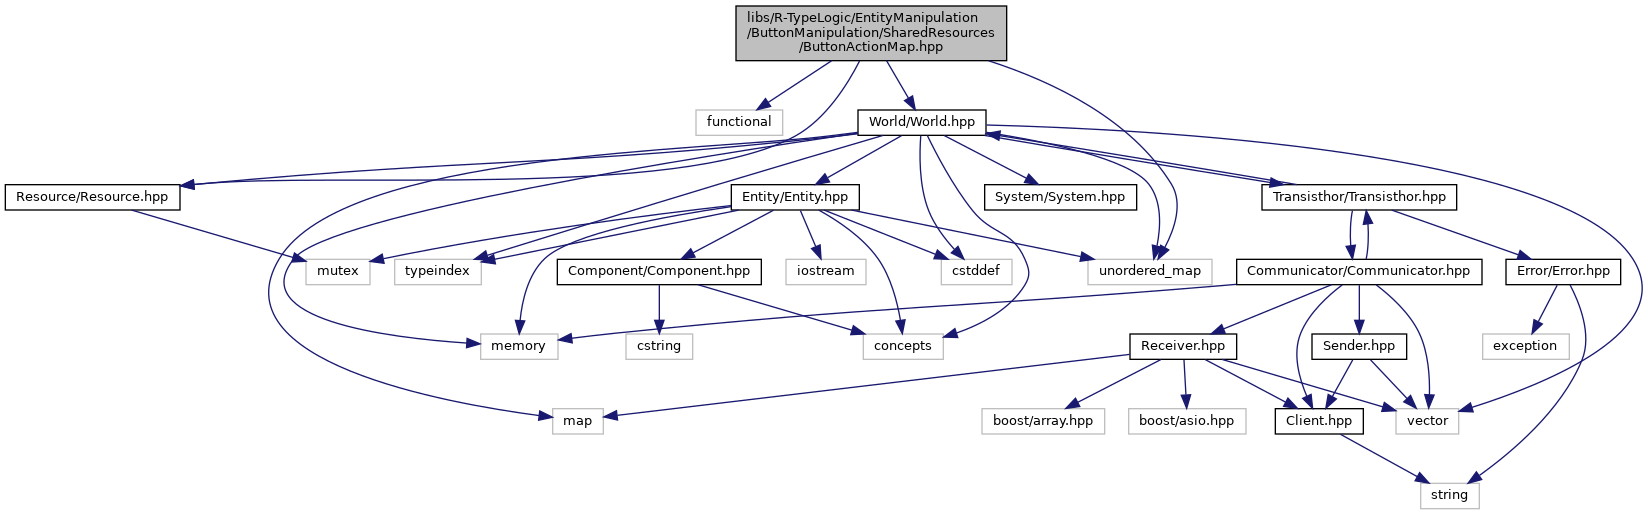 libs/R-TypeLogic/EntityManipulation
/ButtonManipulation/SharedResources
/ButtonActionMap.hpp
functional
World/World.hpp
Resource/Resource.hpp
Entity/Entity.hpp
System/System.hpp
Transisthor/Transisthor.hpp
mutex
typeindex
Component/Component.hpp
iostream
cstddef
unordered_map
Communicator/Communicator.hpp
Error/Error.hpp
memory
cstring
concepts
Receiver.hpp
Sender.hpp
exception
map
boost/array.hpp
boost/asio.hpp
Client.hpp
vector
string